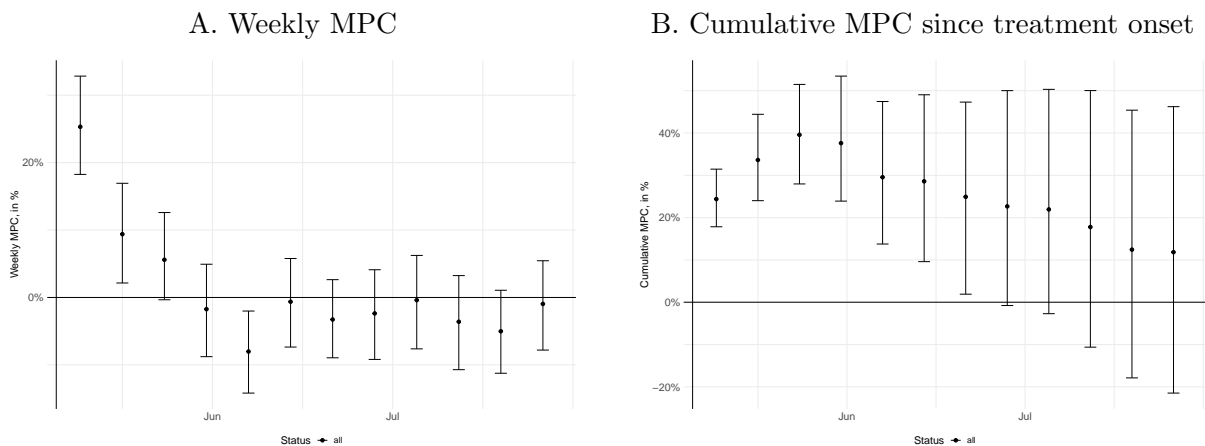 A. Weekly MPC
B. Cumulative MPC since treatment onset
Weekly MPC, in %
20%
0%
Jun
Jul
Status all
Cumulative MPC, in %
40%
20%
0%
−20%
Jun
Jul
Status all